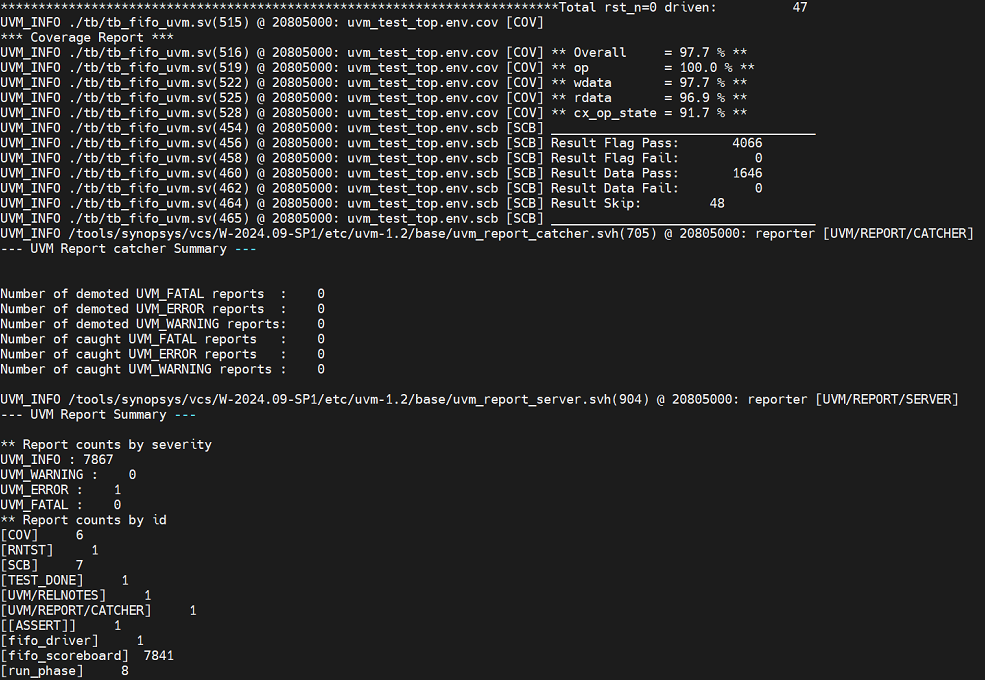 ***************************************************************************Total rst_n=0 driven:         47
UVM_INFO ./tb/tb_fifo_uvm.sv(515) @ 20805000: uvm_test_top.env.cov [COV]
*** Coverage Report ***
UVM_INFO ./tb/tb_fifo_uvm.sv(516) @ 20805000: uvm_test_top.env.cov [COV] ** Overall     = 97.7 % **
UVM_INFO ./tb/tb_fifo_uvm.sv(519) @ 20805000: uvm_test_top.env.cov [COV] ** op          = 100.0 % **
UVM_INFO ./tb/tb_fifo_uvm.sv(522) @ 20805000: uvm_test_top.env.cov [COV] ** wdata       = 97.7 % **
UVM_INFO ./tb/tb_fifo_uvm.sv(525) @ 20805000: uvm_test_top.env.cov [COV] ** rdata       = 96.9 % **
UVM_INFO ./tb/tb_fifo_uvm.sv(528) @ 20805000: uvm_test_top.env.cov [COV] ** cx_op_state = 91.7 % **
UVM_INFO ./tb/tb_fifo_uvm.sv(454) @ 20805000: uvm_test_top.env.scb [SCB] ___________________________________
UVM_INFO ./tb/tb_fifo_uvm.sv(456) @ 20805000: uvm_test_top.env.scb [SCB] Result Flag Pass:       4066
UVM_INFO ./tb/tb_fifo_uvm.sv(458) @ 20805000: uvm_test_top.env.scb [SCB] Result Flag Fail:          0
UVM_INFO ./tb/tb_fifo_uvm.sv(460) @ 20805000: uvm_test_top.env.scb [SCB] Result Data Pass:       1646
UVM_INFO ./tb/tb_fifo_uvm.sv(462) @ 20805000: uvm_test_top.env.scb [SCB] Result Data Fail:          0
UVM_INFO ./tb/tb_fifo_uvm.sv(464) @ 20805000: uvm_test_top.env.scb [SCB] Result Skip:         48
UVM_INFO ./tb/tb_fifo_uvm.sv(465) @ 20805000: uvm_test_top.env.scb [SCB] ___________________________________
UVM_INFO /tools/synopsys/vcs/W-2024.09-SP1/etc/uvm-1.2/base/uvm_report_catcher.svh(705) @ 20805000: reporter [UVM/REPORT/CATCHER]
--- UVM Report catcher Summary ---
Number of demoted UVM_FATAL reports  :    0
Number of demoted UVM_ERROR reports  :    0
Number of demoted UVM_WARNING reports:    0
Number of caught UVM_FATAL reports   :    0
Number of caught UVM_ERROR reports   :    0
Number of caught UVM_WARNING reports :    0
UVM_INFO /tools/synopsys/vcs/W-2024.09-SP1/etc/uvm-1.2/base/uvm_report_server.svh(904) @ 20805000: reporter [UVM/REPORT/SERVER]
--- UVM Report Summary ---
** Report counts by severity
UVM_INFO : 7867
UVM_WARNING :    0
UVM_ERROR :    1
UVM_FATAL :    0
** Report counts by id
[COV]     6
[RNTST]     1
[SCB]     7
[TEST_DONE]     1
[UVM/RELNOTES]     1
[UVM/REPORT/CATCHER]     1
[[ASSERT]]     1
[fifo_driver]     1
[fifo_scoreboard]  7841
[run_phase]     8